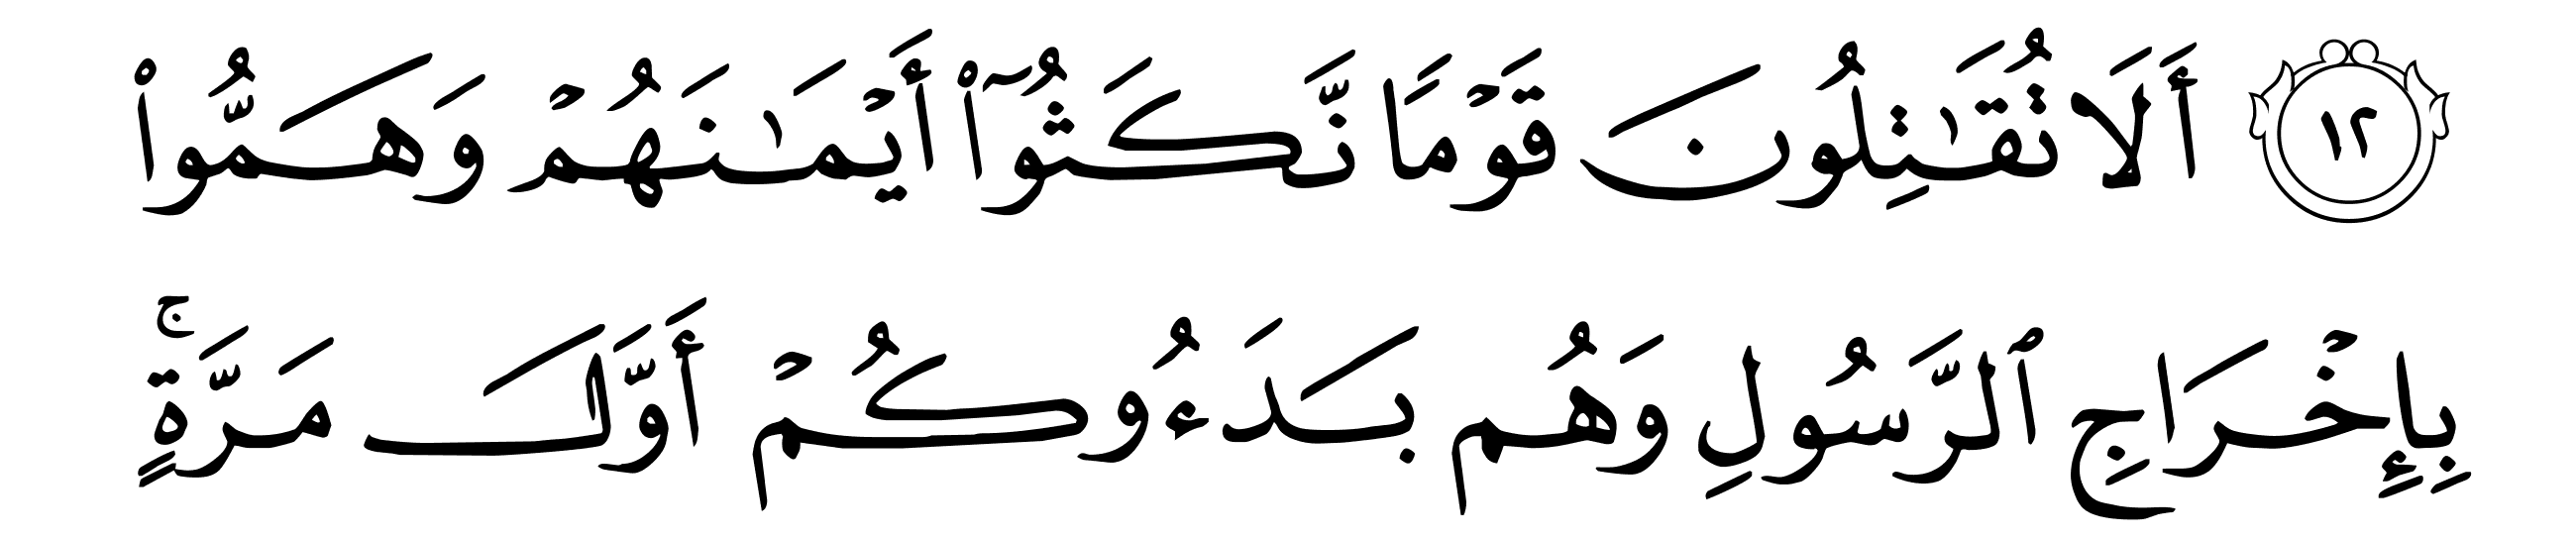 ١٢ أَلَا تُقَٰتِلُونَ قَوْمًا نَّكَثُوٓا۟ أَيْمَٰنَهُمْ وَهَمُّوا۟
بِإِخْرَاجِ ٱلرَّسُولِ وَهُم بَدَءُوكُمْ أَوَّلَ مَرَّةٍ ۚ